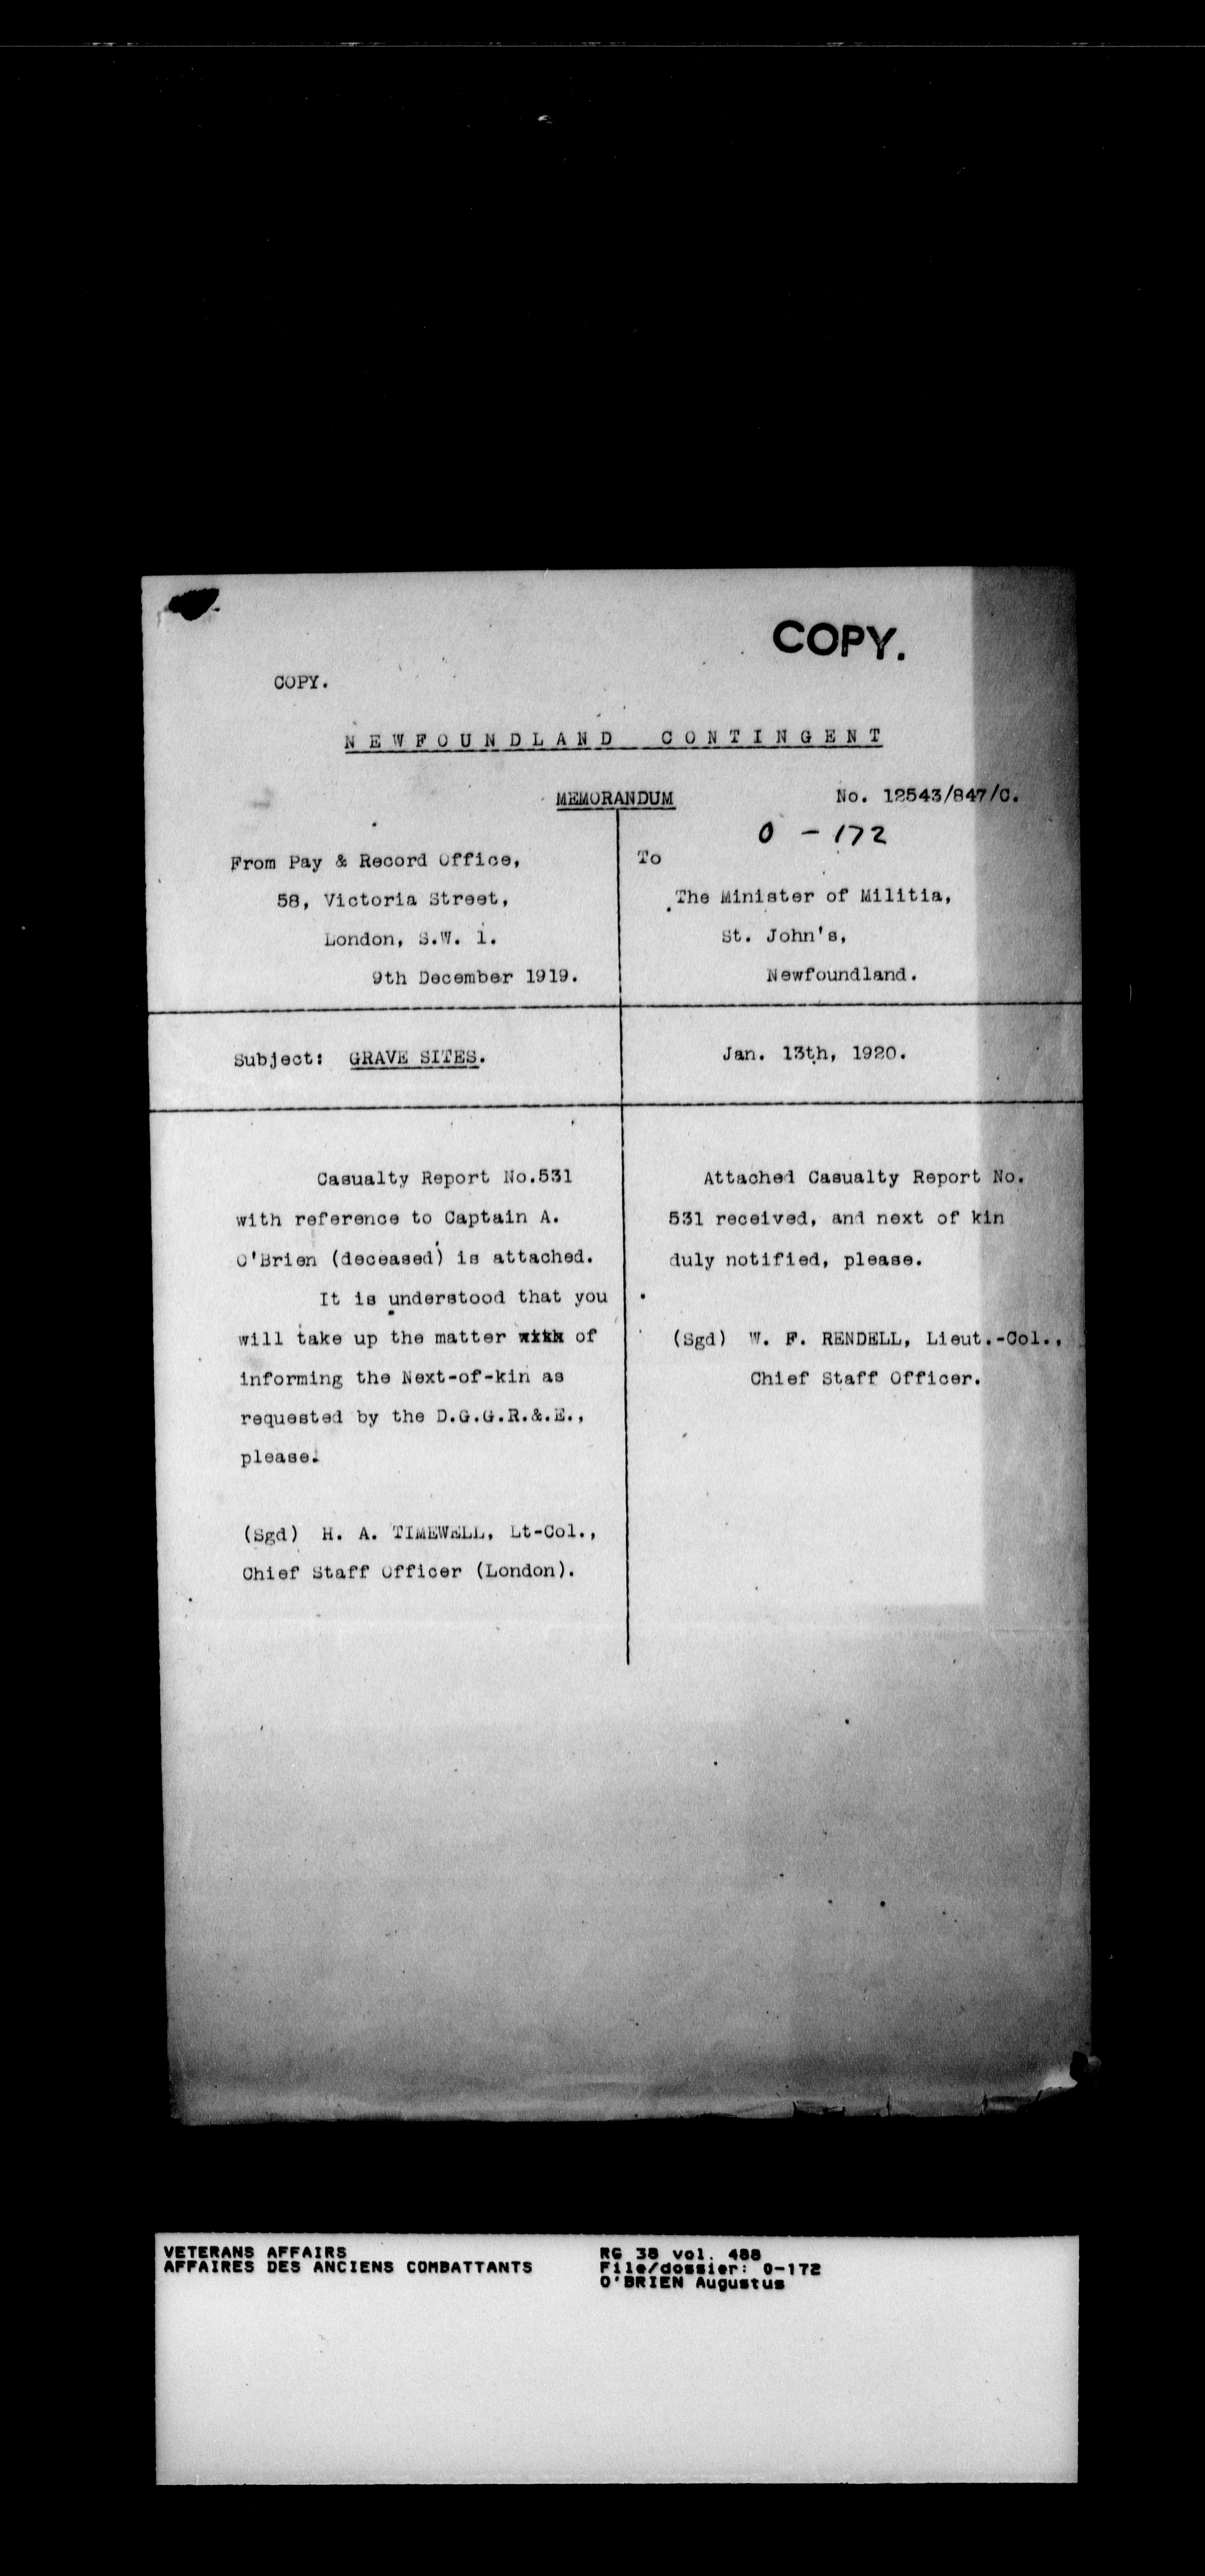 COPY.
COPY.
NEWFOUNDLAND CONTINGENT
MEMORANDUM
No. 12543/847/C.
O - 172
From Pay & Record Office,
58, Victoria Street,
London, S.W. 1.
9th December 1919.
To
The Minister of Militia,
St. John's,
Newfoundland.
Subject: GRAVE SITES.
Jan. 13th, 1920.
Casualty Report No.531
with reference to Captain A.
O'Brien (deceased) is attached.
It is understood that you
will take up the matter of
informing the Next-of-kin as
requested by the D.G.G.R.&.E.,
please.
(Sgd) H. A. TIMEWELL, Lt-Col.,
Chief Staff Officer (London).
Attached Casualty Report No.
531 received, and next of kin
duly notified, please.
(Sgd) W. F. RENDELL, Lieut.-Col.,
Chief Staff Officer.
VETERANS AFFAIRS
AFFAIRES DES ANCIENS COMBATTANTS
RG 38 vol. 488
File/dossier: O-172
O'BRIEN Augustus